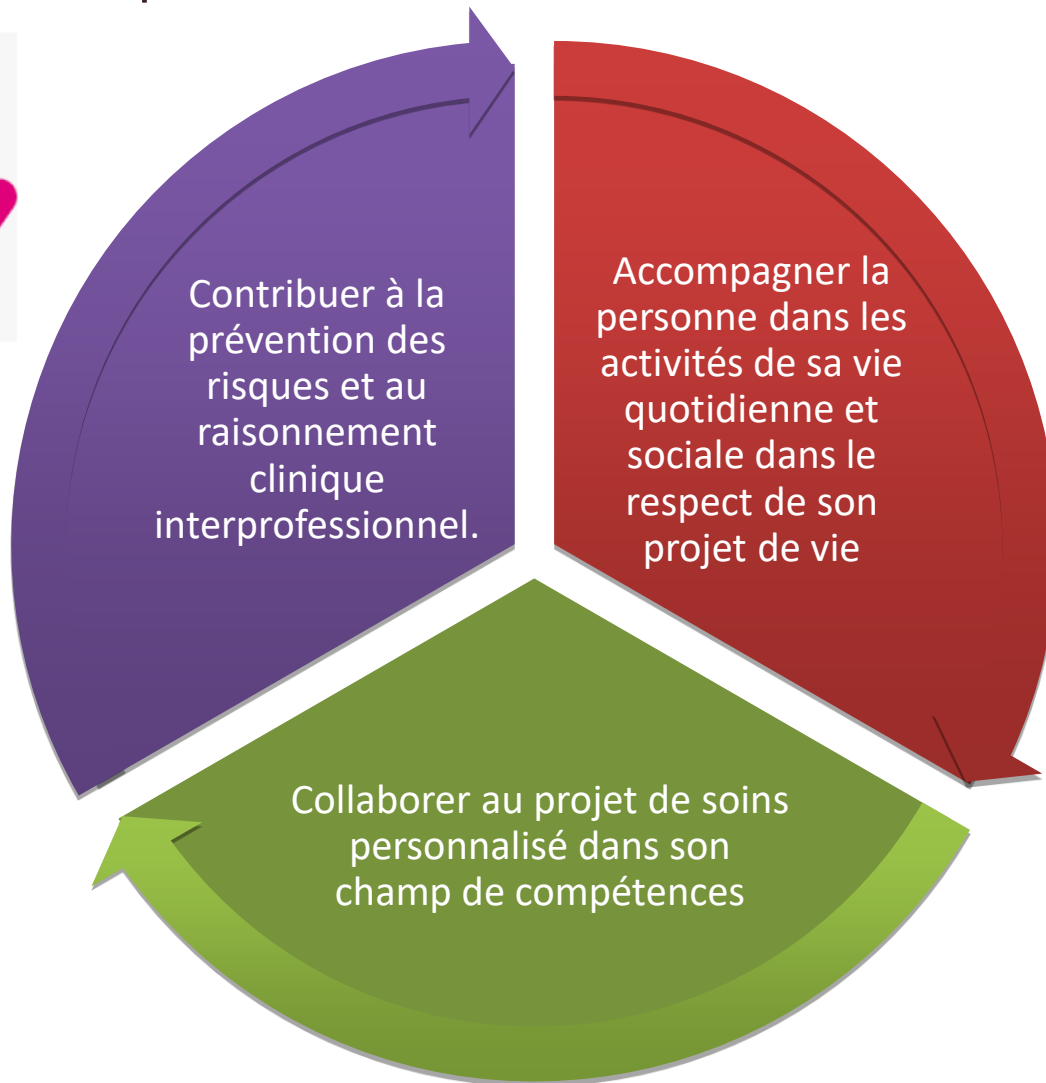 Contribuer à la
prévention des
risques et au
raisonnement
clinique
interprofessionnel.
Accompagner la
personne dans les
activités de sa vie
quotidienne et
sociale dans le
respect de son
projet de vie
Collaborer au projet de soins
personnalisé dans son
champ de compétences